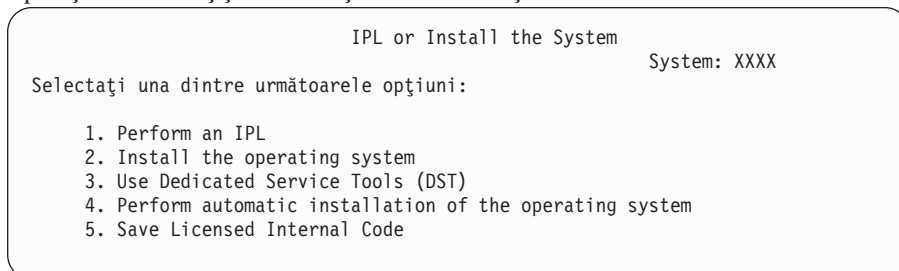 IPL or Install the System
System: XXXX
Selectaţi una dintre următoarele opţiuni:
1. Perform an IPL
2. Install the operating system
3. Use Dedicated Service Tools (DST)
4. Perform automatic installation of the operating system
5. Save Licensed Internal Code